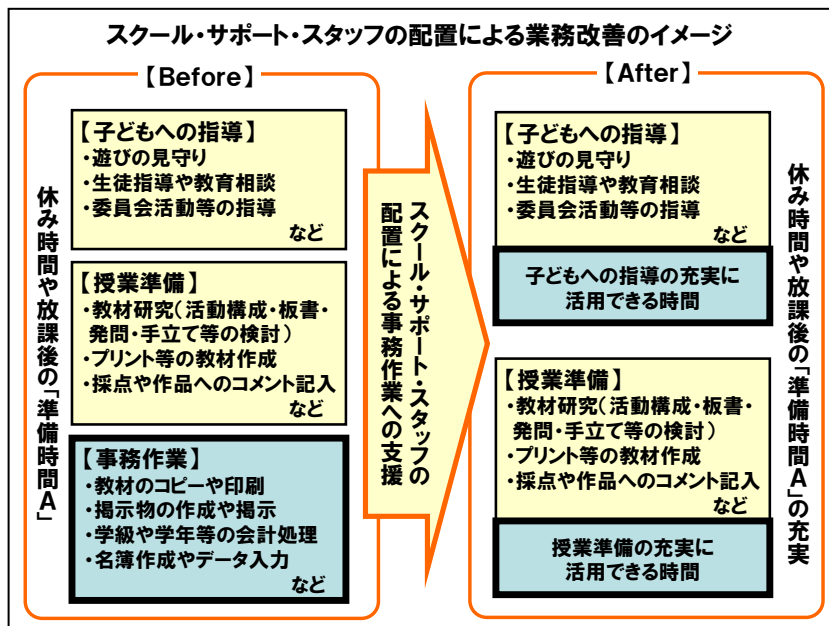 スクール・サポート・スタッフの配置による業務改善のイメージ
【Before】
休み時間や放課後の「準備時間A」
【子どもへの指導】
・遊びの見守り
・生徒指導や教育相談
・委員会活動等の指導
など
【授業準備】
・教材研究(活動構成・板書・
発問・手立て等の検討)
・プリント等の教材作成
・採点や作品へのコメント記入
など
【事務作業】
・教材のコピーや印刷
・掲示物の作成や掲示
・学級や学年等の会計処理
・名簿作成やデータ入力
など
スクール・サポート・スタッフの
配置による事務作業への支援
【After】
【子どもへの指導】
・遊びの見守り
・生徒指導や教育相談
・委員会活動等の指導
など
子どもへの指導の充実に
活用できる時間
【授業準備】
・教材研究(活動構成・板書・
発問・手立て等の検討)
・プリント等の教材作成
・採点や作品へのコメント記入
など
授業準備の充実に
活用できる時間
休み時間や放課後の「準備時間A」の充実